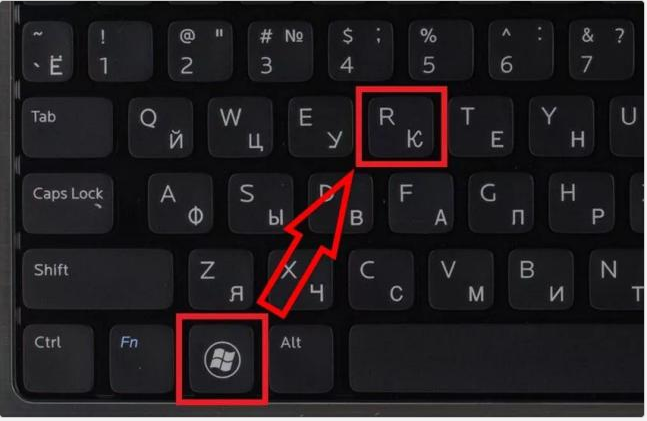 ~ ` Ё ! 1 @ " 2 # № 3 $ ; 4 % 5 ^ : 6 & ? 7
Tab Q Й W Ц E У R К T Е Y Н U
Caps Lock A Ф S Ы D В F А G П H Р
Shift Z Я X Ч C С V М B И N Т
Ctrl Fn Alt